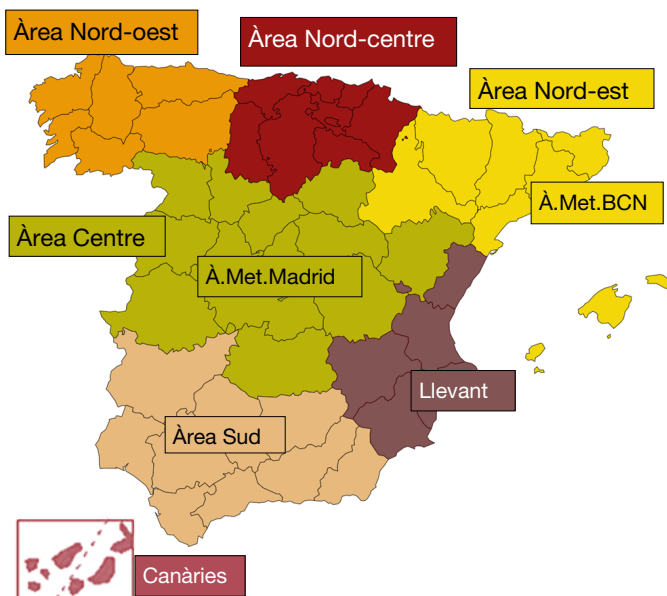 Àrea Nord-oest
Àrea Nord-centre
Àrea Nord-est
À.Met.BCN
Àrea Centre
À.Met.Madrid
Llevant
Àrea Sud
Canàries